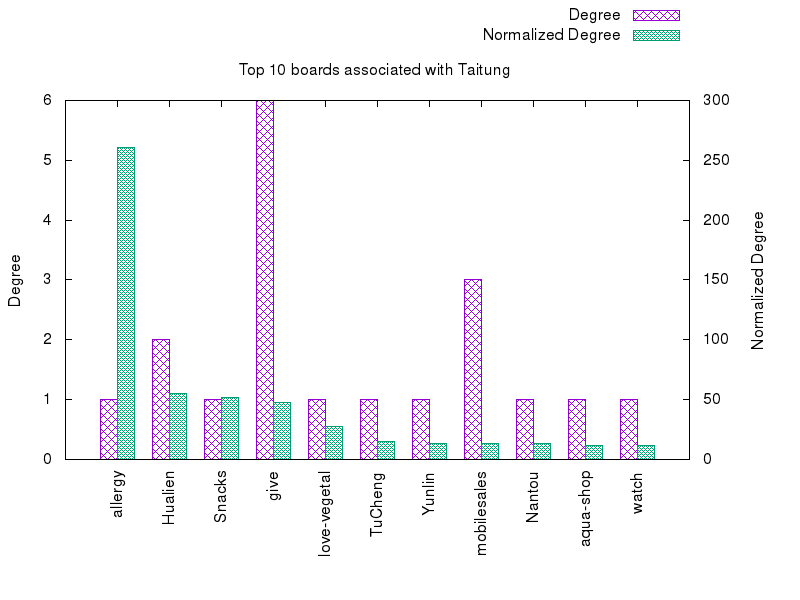 Degree
Normalized Degree
Top 10 boards associated with Taitung
6
5
4
3
2
1
0
300
250
200
150
100
50
0
Degree
Normalized Degree
allergy
Hualien
Snacks
give
love-vegetal
TuCheng
Yunlin
mobilesales
Nantou
aqua-shop
watch